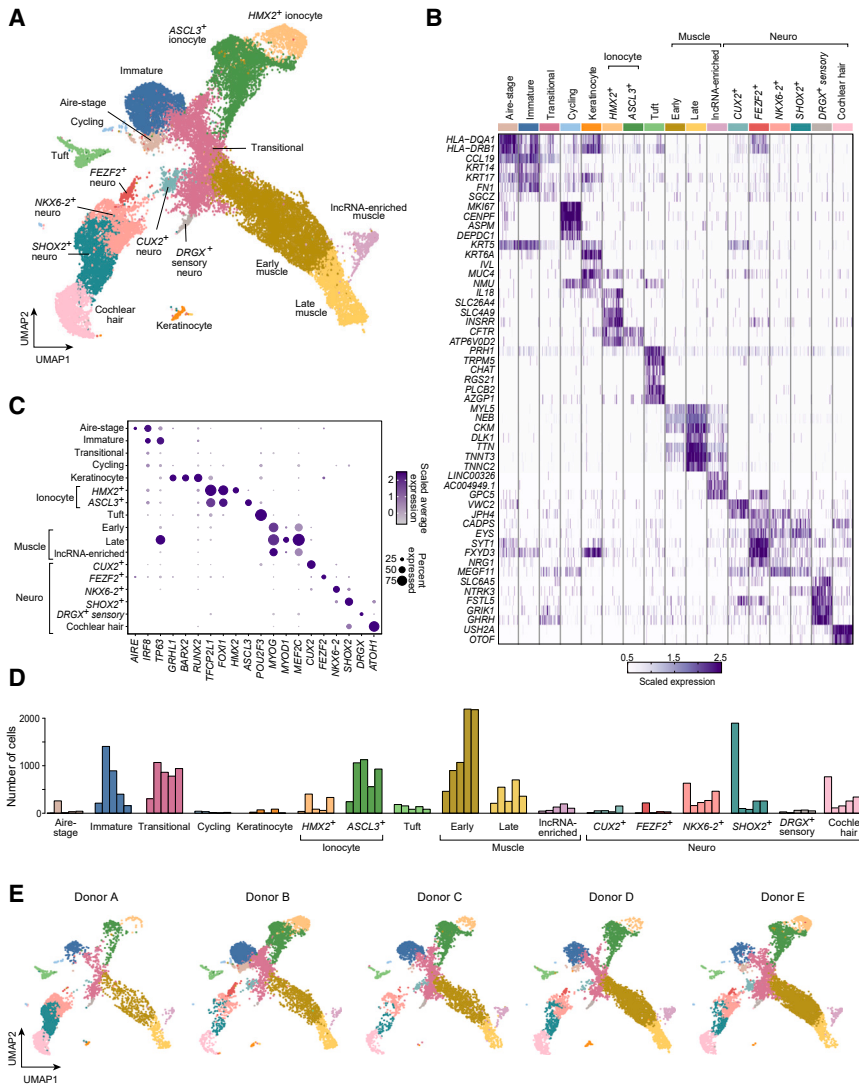 A
HMX2+ ionocyte
ASCL3+
ionocyte
Immature
Aire-stage
Cycling
Tuft
Transitional
FEZF2+
neuro
NKX6-2+
neuro
SHOX2+
neuro
CUX2+
neuro
DRGX +
sensory
neuro
lncRNA-enriched
muscle
Early
muscle
Late
muscle
Cochlear
hair
Keratinocyte
UMAP2
UMAP1
B
Muscle
Neuro
Ionocyte
Aire-stage
Immature
Transitional
Cycling
Keratinocyte
HMX2+
ASCL3+
Tuft
Early
Late
lncRNA-enriched
CUX2+
FEZF2+
NKX6-2+
SHOX2+
DRGX+ sensory
Cochlear hair
HLA−DQA1
HLA−DRB1
CCL19
KRT14
KRT17
FN1
SGCZ
MKI67
CENPF
ASPM
DEPDC1
KRT5
KRT6A
IVL
MUC4
NMU
IL18
SLC26A4
SLC4A9
INSRR
CFTR
ATP6V0D2
PRH1
TRPM5
CHAT
RGS21
PLCB2
AZGP1
MYL5
NEB
CKM
DLK1
TTN
TNNT3
TNNC2
LINC00326
AC004949.1
GPC5
VWC2
JPH4
CADPS
EYS
SYT1
FXYD3
NRG1
MEGF11
SLC6A5
NTRK3
FSTL5
GRIK1
GHRH
USH2A
OTOF
0.5 1.5 2.5
Scaled expression
C
Aire-stage
Immature
Transitional
Cycling
Keratinocyte
Ionocyte
HMX2+
ASCL3+
Tuft
Muscle
Early
Late
lncRNA-enriched
Neuro
CUX2+
FEZF2+
NKX6-2+
SHOX2+
DRGX+ sensory
Cochlear hair
AIRE
IRF8
TP63
GRHL1
BARX2
RUNX2
TFCP2L1
FOXI1
HMX2
ASCL3
POU2F3
MYOG
MYOD1
MEF2C
CUX2
FEZF2
NKX6-2
SHOX2
DRGX
ATOH1
2
1
0
Scaled average
expression
25
50
75
Percent
expressed
D
Number of cells
2000
1000
0
Aire-
stage
Immature
Transitional
Cycling
Keratinocyte
HMX2+
ASCL3+
Tuft
Early
Late
lncRNA-
enriched
CUX2+
FEZF2+
NKX6-2+
SHOX2+
DRGX+
sensory
Cochlear
hair
Ionocyte
Muscle
Neuro
E
Donor A
Donor B
Donor C
Donor D
Donor E
UMAP2
UMAP1